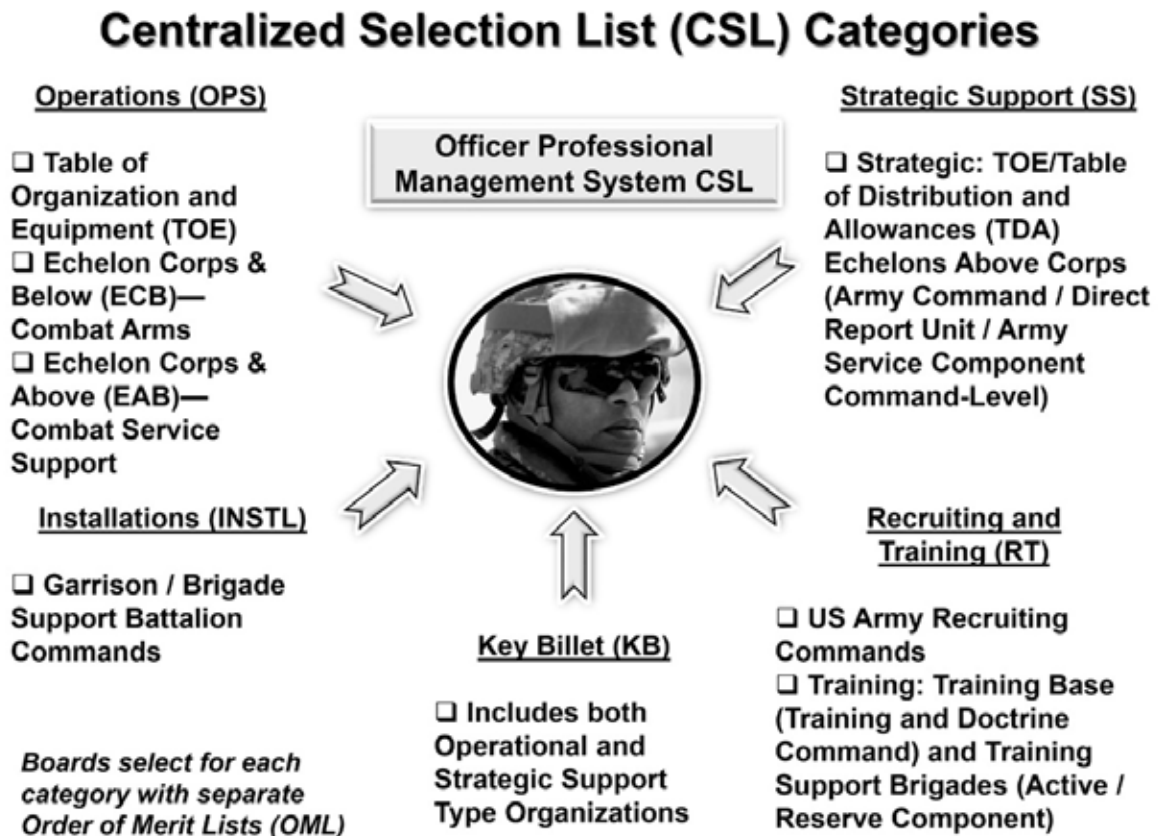 Centralized Selection List (CSL) Categories
Operations (OPS)
❑ Table of
Organization and
Equipment (TOE)
❑ Echelon Corps &
Below (ECB)—
Combat Arms
❑ Echelon Corps &
Above (EAB)—
Combat Service
Support
Officer Professional
Management System CSL
Strategic Support (SS)
❑ Strategic: TOE/Table
of Distribution and
Allowances (TDA)
Echelons Above Corps
(Army Command / Direct
Report Unit / Army
Service Component
Command-Level)
Installations (INSTL)
❑ Garrison / Brigade
Support Battalion
Commands
Boards select for each
category with separate
Order of Merit Lists (OML)
Key Billet (KB)
❑ Includes both
Operational and
Strategic Support
Type Organizations
Recruiting and
Training (RT)
❑ US Army Recruiting
Commands
❑ Training: Training Base
(Training and Doctrine
Command) and Training
Support Brigades (Active /
Reserve Component)